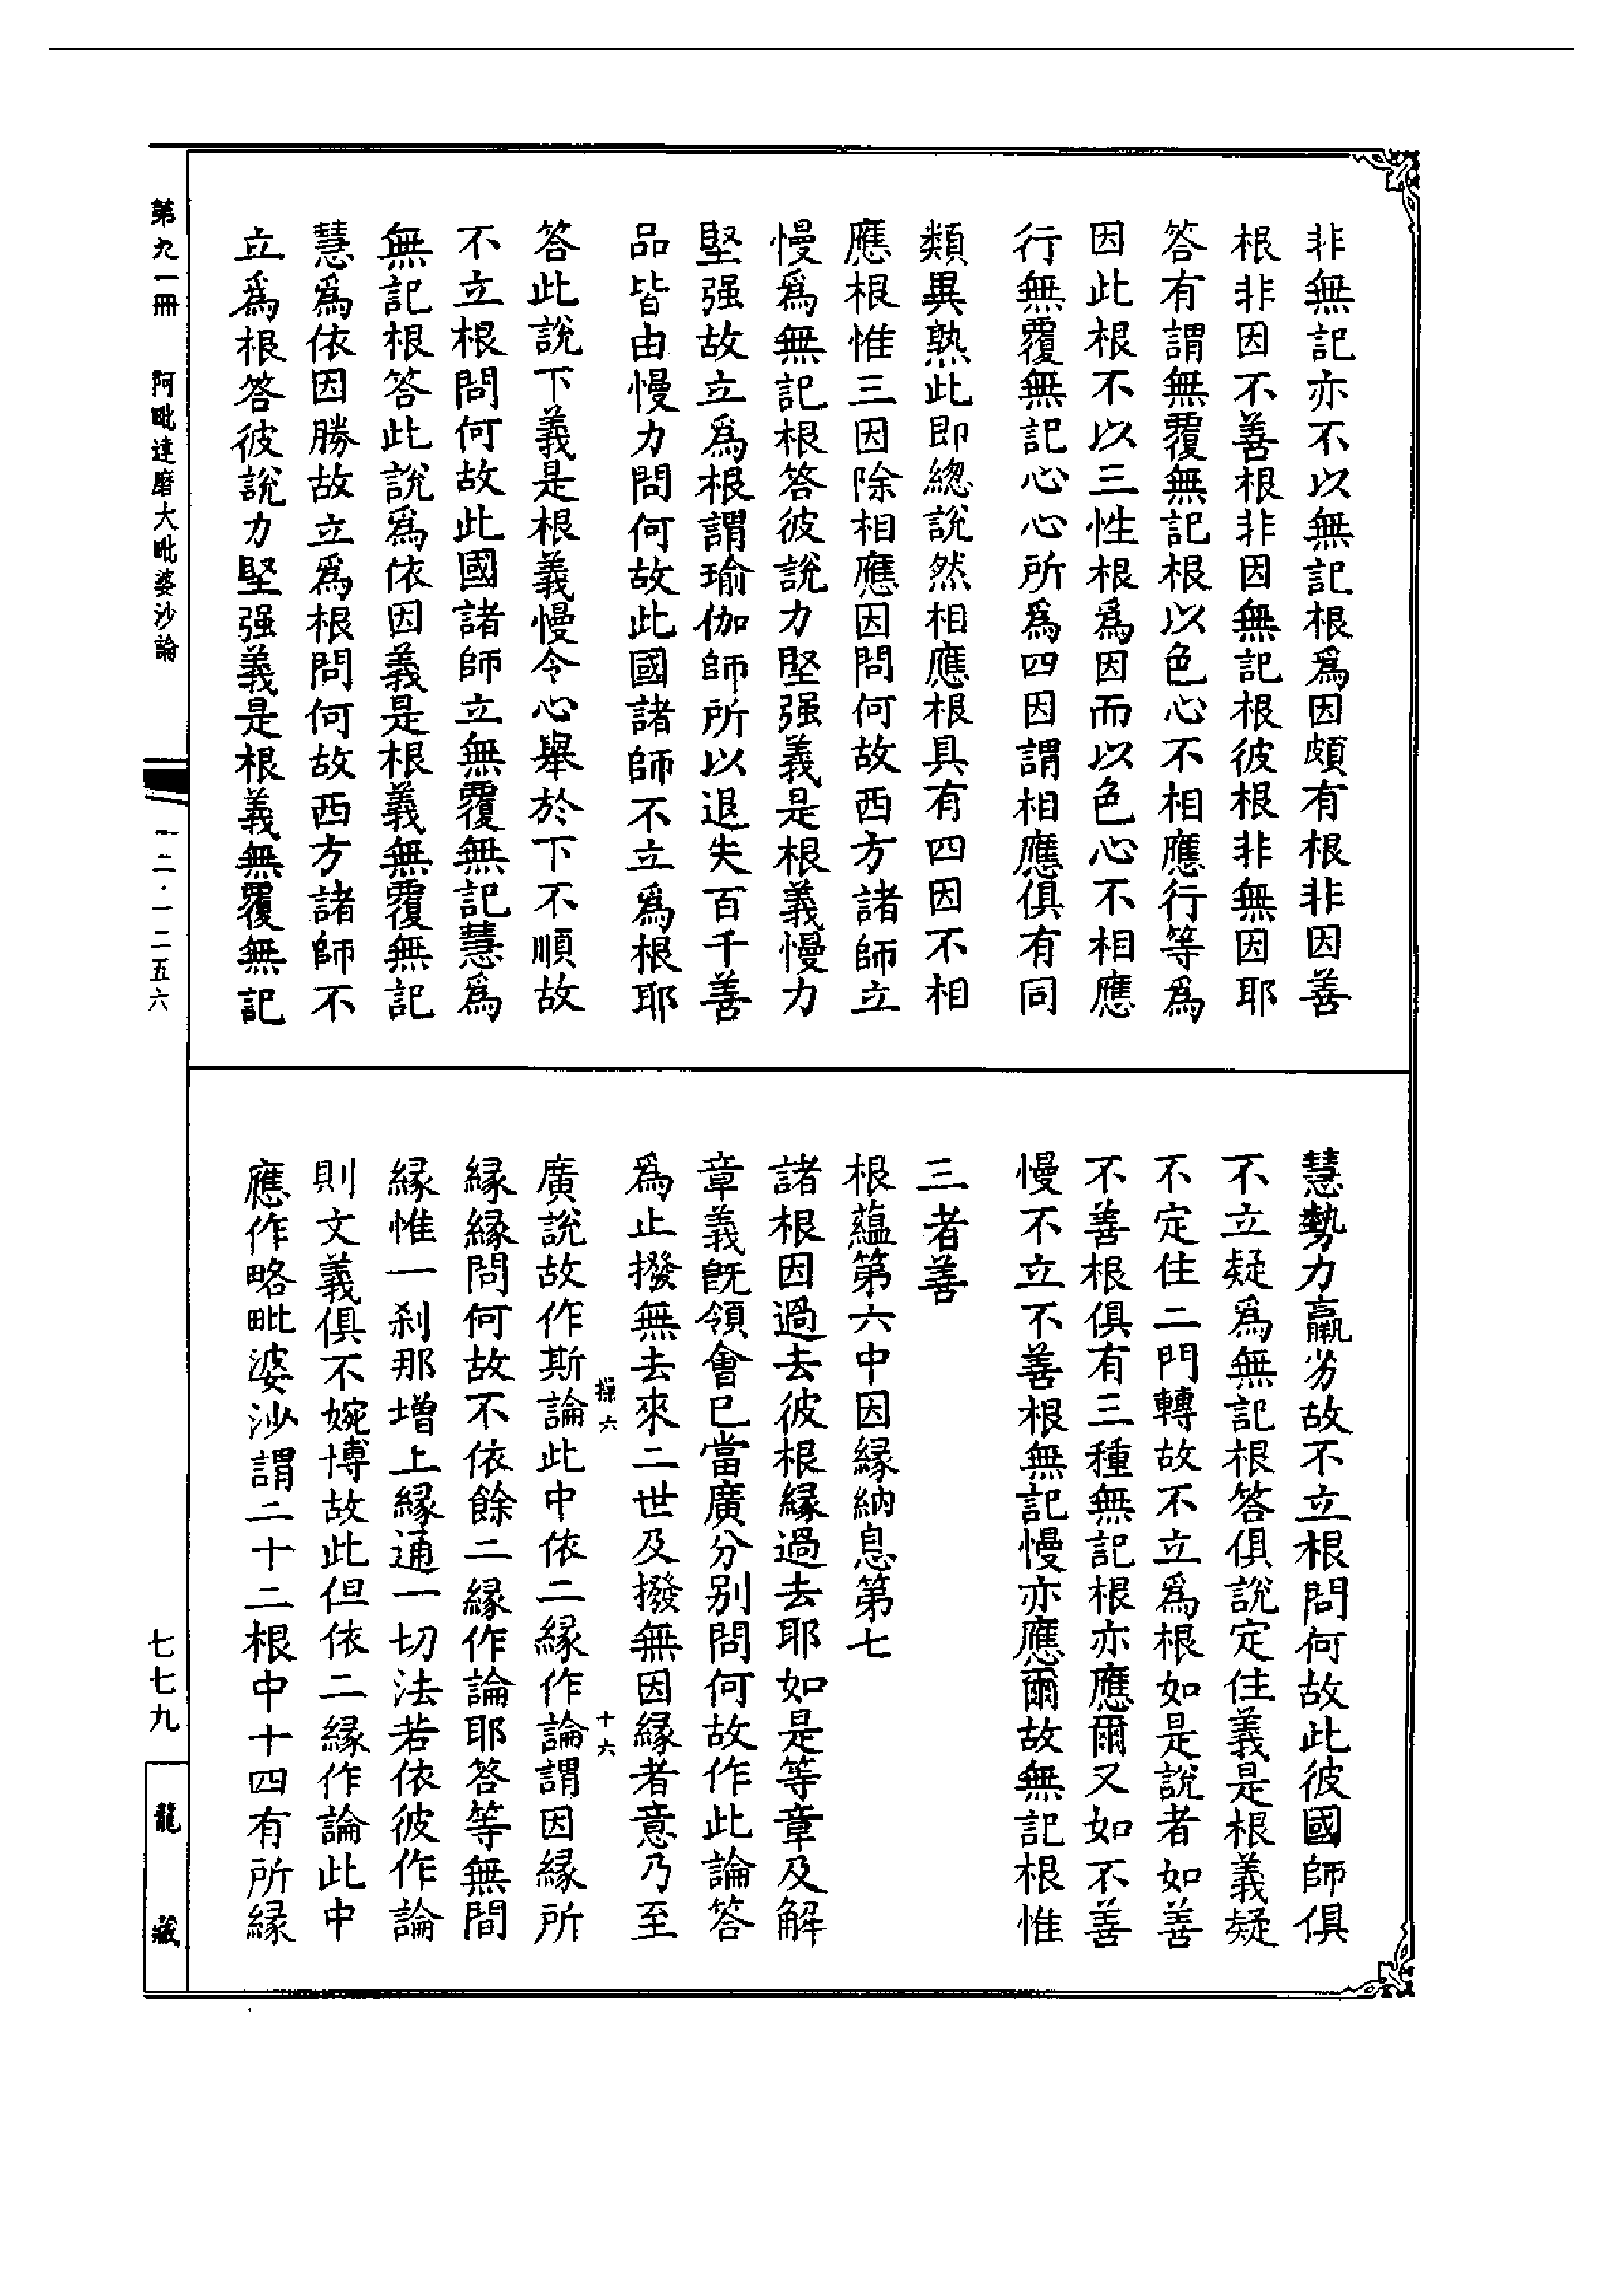 非無記亦不以無記根爲因頗有根非因善
根非因不善根非因無記根彼根非無因耶
答有謂無覆無記根以色心不相應行等爲
因此根不以三性根爲因而以色心不相應
行無覆無記心心所爲四因謂相應俱有同
類異熟此即總說然相應根具有四因不相
應根惟三因除相應因問何故西方諸師立
慢爲無記根答彼說力堅强義是根義慢力
堅强故立爲根謂瑜伽師所以退失百千善
品皆由慢力問何故此國諸師不立爲根耶
答此說下義是根義慢令心舉於下不順故
不立根問何故此國諸師立無覆無記慧爲
無記根答此說爲依因義是根義無覆無記
慧爲依因勝故立爲根問何故西方諸師不
立爲根答彼說力堅强義是根義無覆無記
慧勢力羸劣故不立根問何故此彼國師俱
不立疑爲無記根答俱說定住義是根義疑
不定住二門轉故不立爲根如是說者如善
不善根俱有三種無記根亦應爾又如不善
慢不立不善根無記慢亦應爾故無記根惟
三者善
根蘊第六中因緣納息第七
諸根因過去彼根緣過去耶如是等章及解
章義旣領會已當廣分別問何故作此論答
爲止撥無去來二世及撥無因緣者意乃至
廣說故作斯論此中依二緣作論謂因緣所
緣緣問何故不依餘二緣作論耶答等無間
緣惟一刹那增上緣通一切法若依彼作論
則文義俱不婉博故此但依二緣作論此中
應作略毗婆沙謂二十二根中十四有所緣
十六
第九一冊 阿毗達磨大毗婆沙論
一二·一二五六
七七九
龍藏